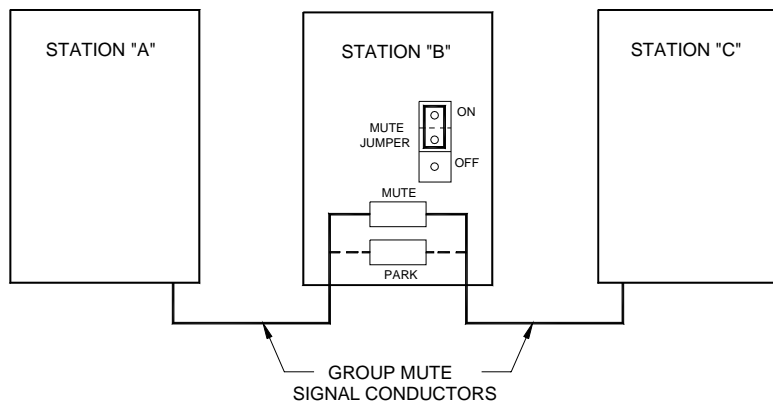 STATION "A"
STATION "B"
STATION "C"
ON
MUTE
JUMPER
OFF
MUTE
PARK
GROUP MUTE
SIGNAL CONDUCTORS